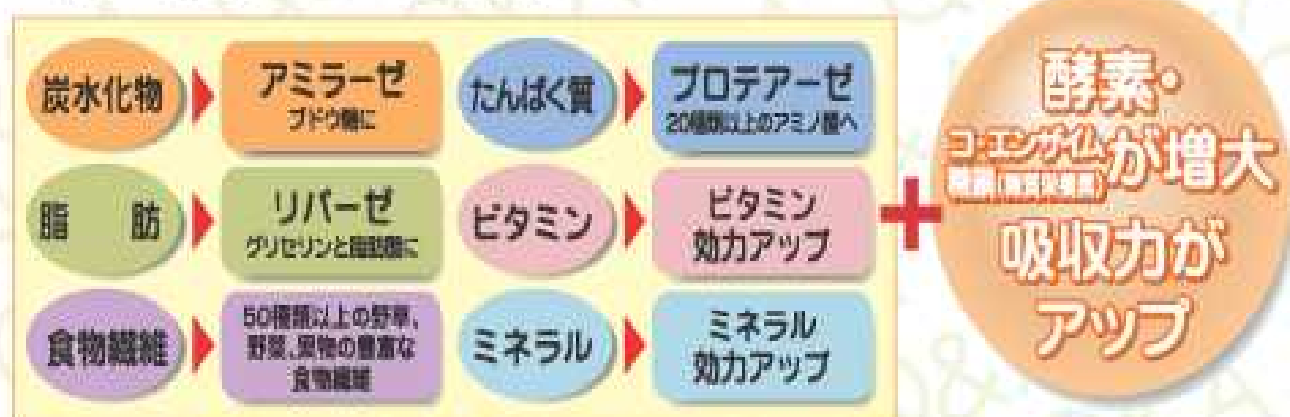 炭水化物
アミラーゼ
ブドウ糖に
たんぱく質
プロテアーゼ
20種類以上のアミノ酸へ
脂 肪
リパーゼ
グリセリンと脂肪酸に
ビタミン
ビタミン
効力アップ
食物繊維
50種類以上の野草、
野菜、果物の豊富な
食物繊維
ミネラル
ミネラル
効力アップ
+
酵素・
コ・エンザイム
が増大
吸収力が
アップ